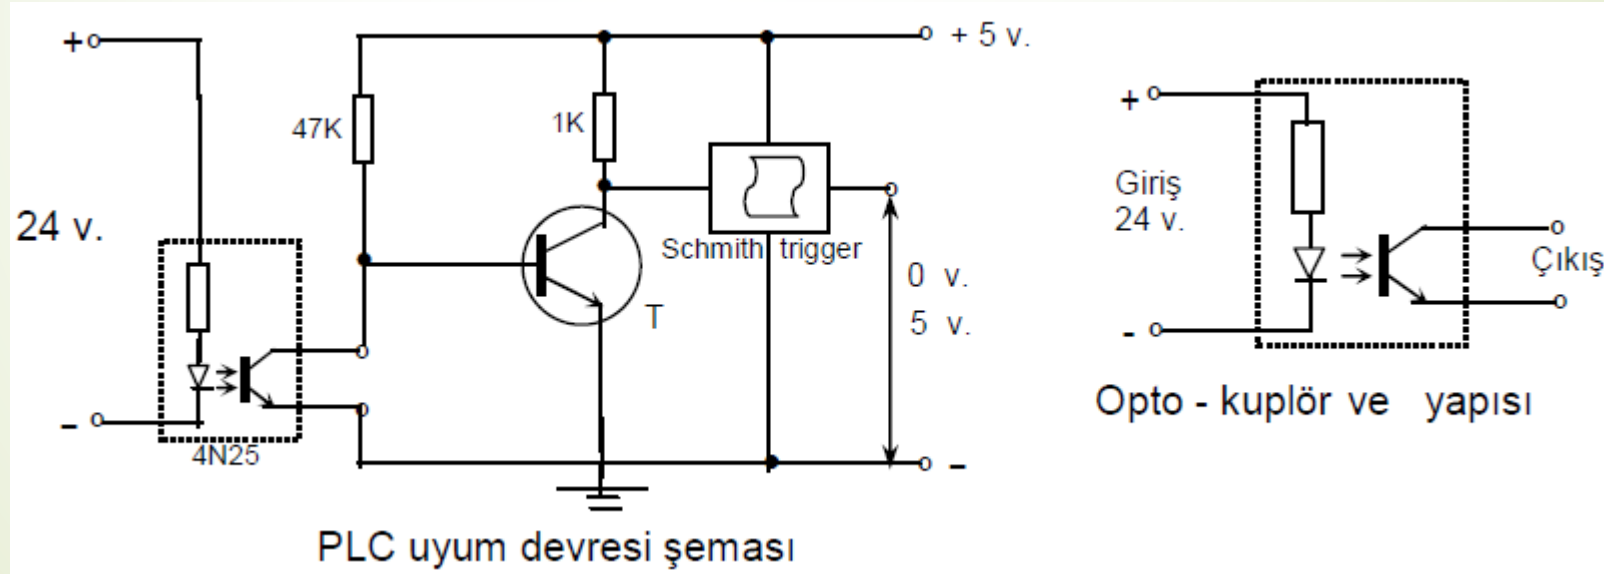 +
24 v.
-
4N25
47K
1K
T
Schmith trigger
+ 5 v.
0 v.
5 v.
-
PLC uyum devresi şeması
+
Giriş
24 v.
-
Çıkış
Opto - kuplör ve yapısı